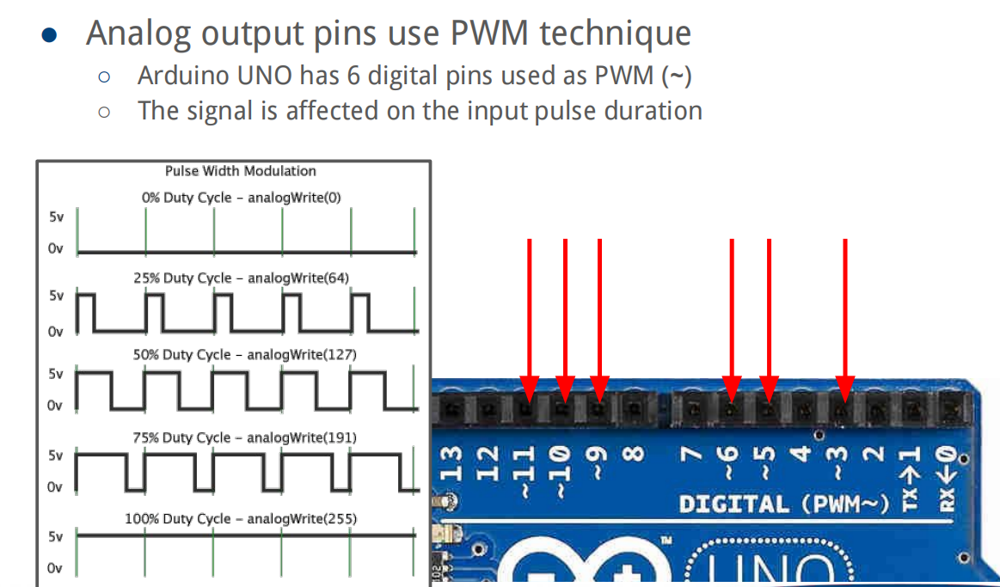 Analog output pins use PWM technique
Arduino UNO has 6 digital pins used as PWM (~)
The signal is affected on the input pulse duration
Pulse Width Modulation
0% Duty Cycle – analogWrite(0)
5v
0v
25% Duty Cycle – analogWrite(64)
5v
0v
50% Duty Cycle – analogWrite(127)
5v
0v
75% Duty Cycle – analogWrite(191)
5v
0v
100% Duty Cycle – analogWrite(255)
5v
0v
13
12
~11
~10
~9
8
7
~6
~5
4
~3
2
TX→1
RX←0
DIGITAL (PWM~)
TM
UNO